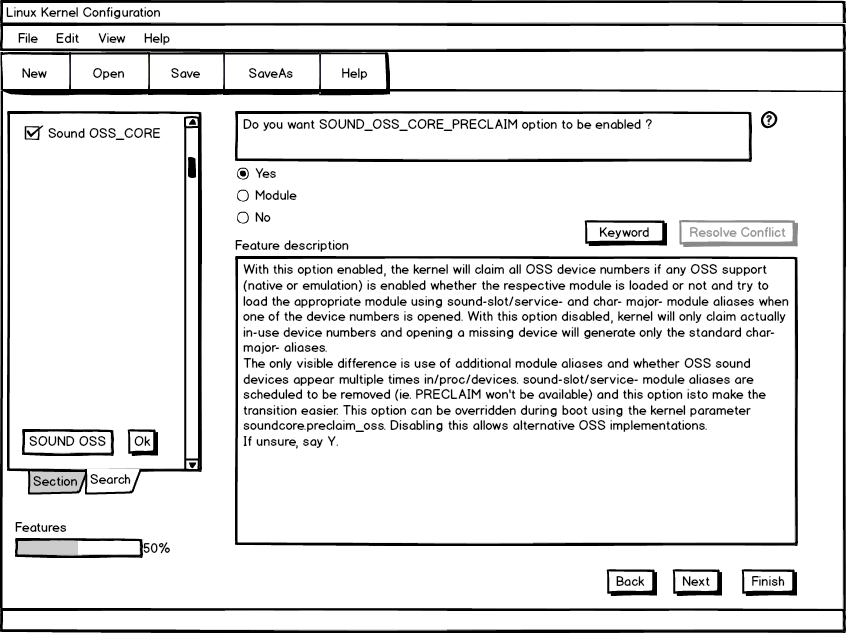 Linux Kernel Configuration
File Edit View Help
New Open Save SaveAs Help
Sound OSS_CORE
Do you want SOUND_OSS_CORE_PRECLAIM option to be enabled ?
?
Yes
Module
No
Keyword Resolve Conflict
Feature description
With this option enabled, the kernel will claim all OSS device numbers if any OSS support
(native or emulation) is enabled whether the respective module is loaded or not and try to
load the appropriate module using sound-slot/service- and char- major- module aliases when
one of the device numbers is opened. With this option disabled, kernel will only claim actually
in-use device numbers and opening a missing device will generate only the standard char-
major- aliases.
The only visible difference is use of additional module aliases and whether OSS sound
devices appear multiple times in/proc/devices. sound-slot/service- module aliases are
scheduled to be removed (ie. PRECLAIM won't be available) and this option isto make the
transition easier. This option can be overridden during boot using the kernel parameter
soundcore.preclaim_oss. Disabling this allows alternative OSS implementations.
If unsure, say Y.
SOUND OSS Ok
Section Search
Features
50%
Back Next Finish